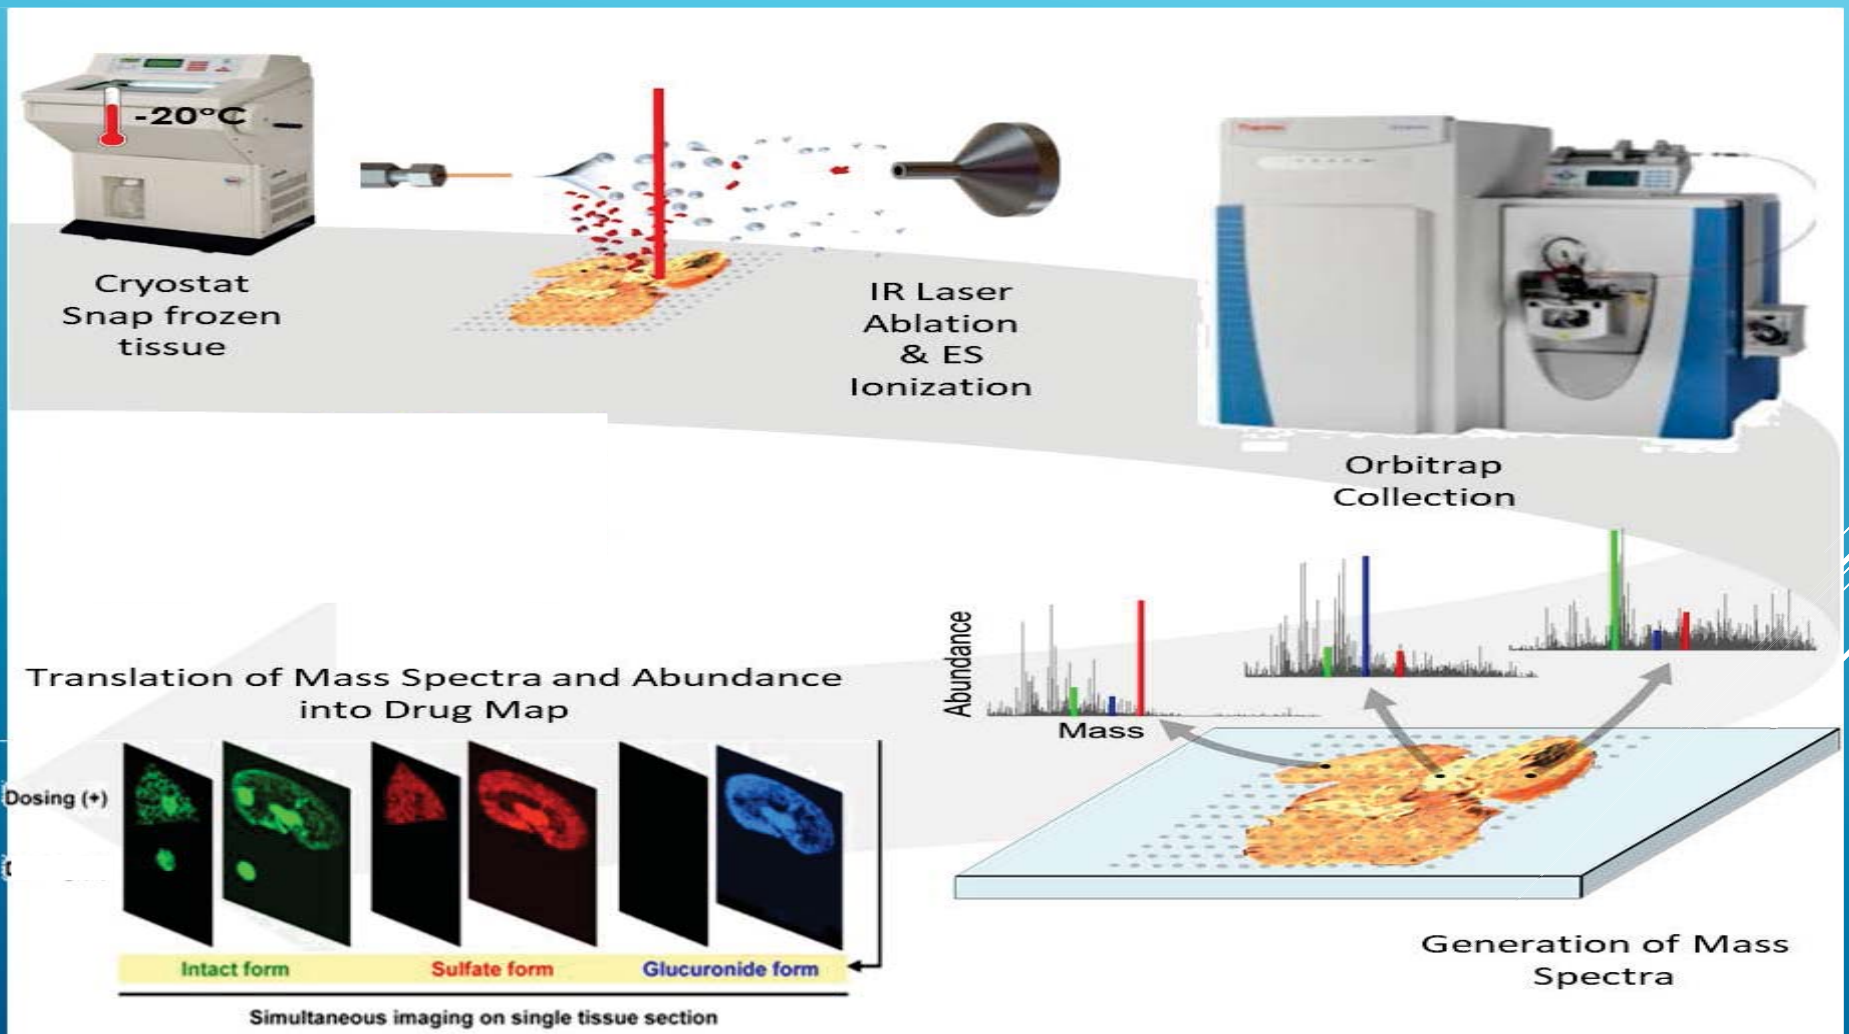 -20°C
Cryostat
Snap frozen
tissue
IR Laser
Ablation
& ES
Ionization
Orbitrap
Collection
Abundance
Mass
Generation of Mass
Spectra
Translation of Mass Spectra and Abundance
into Drug Map
Dosing (+)
Intact form
Sulfate form
Glucuronide form
Simultaneous imaging on single tissue section